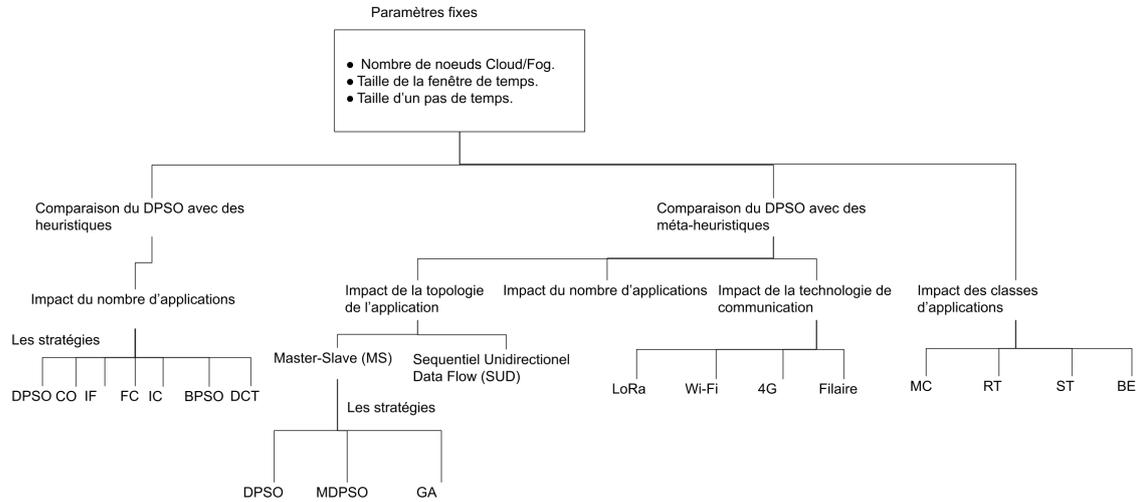 Paramètres fixes
● Nombre de noeuds Cloud/Fog.
● Taille de la fenêtre de temps.
● Taille d'un pas de temps.
Comparaison du DPSO avec des
heuristiques
Comparaison du DPSO avec des
méta-heuristiques
Impact du nombre d'applications
Impact de la topologie
de l'application
Impact du nombre d'applications
Impact de la technologie de
communication
Impact des classes
d'applications
Les stratégies
DPSO CO IF FC IC BPSO DCT
Master-Slave (MS)
Sequentiel Unidirectionel
Data Flow (SUD)
LoRa Wi-Fi 4G Filaire
MC RT ST BE
Les stratégies
DPSO MDPSO GA